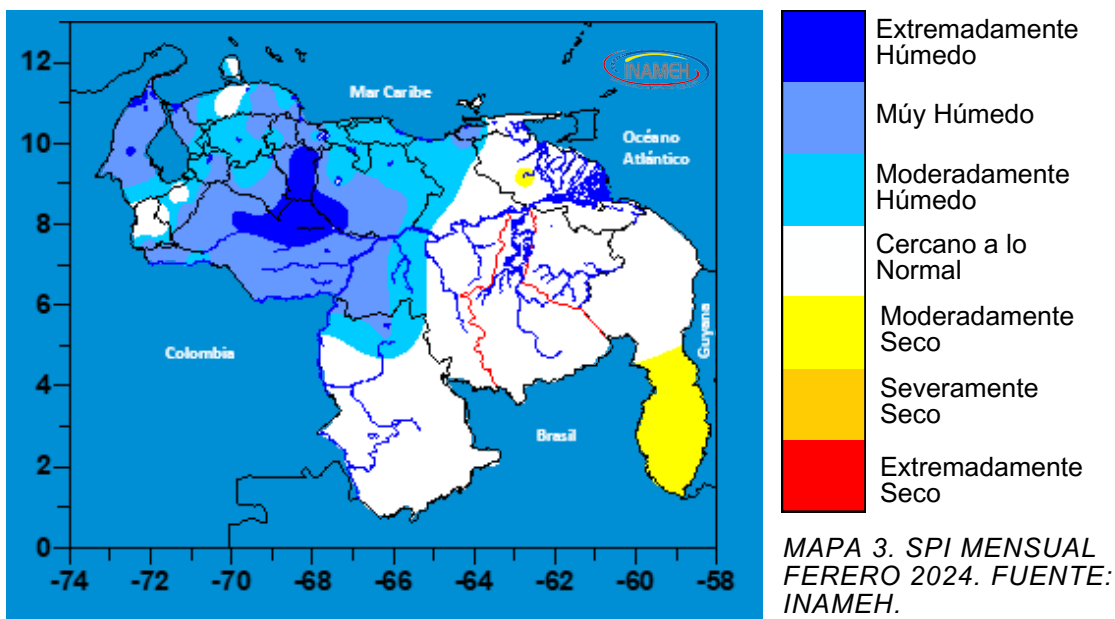 12
10
8
6
4
2
0
-74
-72
-70
-68
-66
-64
-62
-60
-58
INAMEH
Mar Caribe
Océano
Atlántico
Colombia
Brasil
Guyana
Extremadamente
Húmedo
Múy Húmedo
Moderadamente
Húmedo
Cercano a lo
Normal
Moderadamente
Seco
Severamente
Seco
Extremadamente
Seco
MAPA 3. SPI MENSUAL
FERERO 2024. FUENTE:
INAMEH.